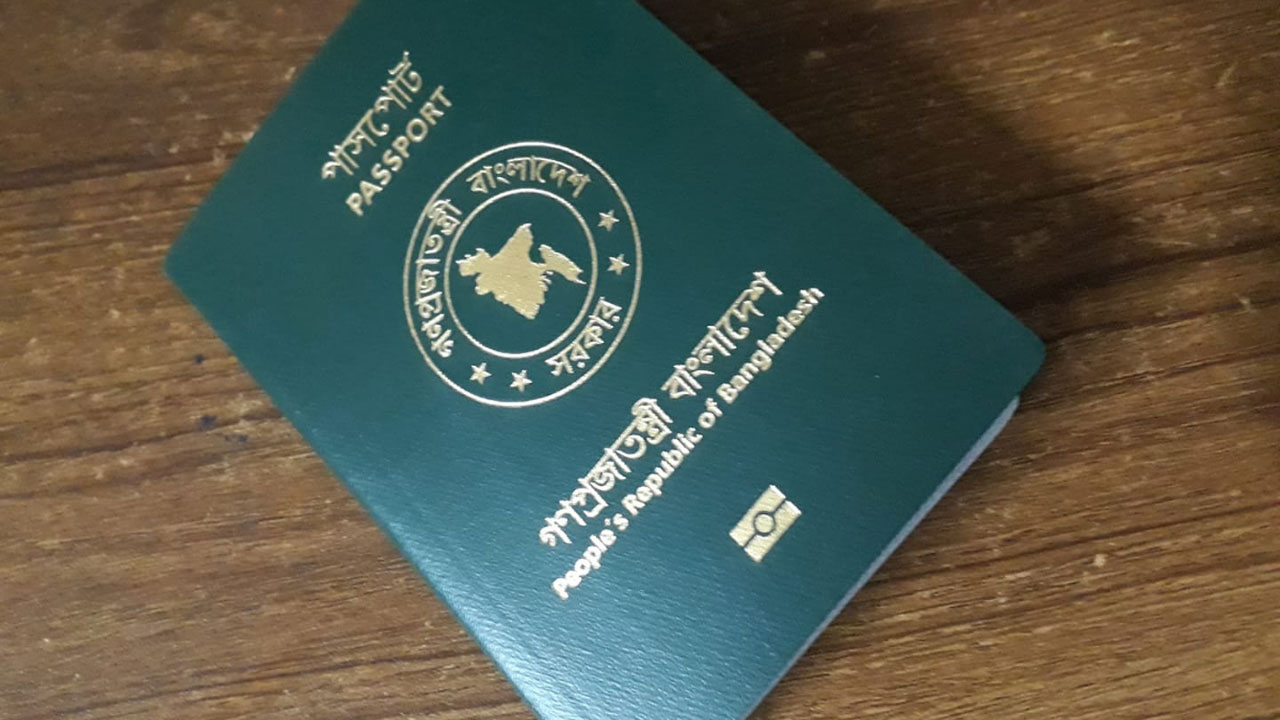 পাসপোর্ট
PASSPORT
গণপ্রজাতন্ত্রী বাংলাদেশ
সরকার
গণপ্রজাতন্ত্রী বাংলাদেশ
People's Republic of Bangladesh